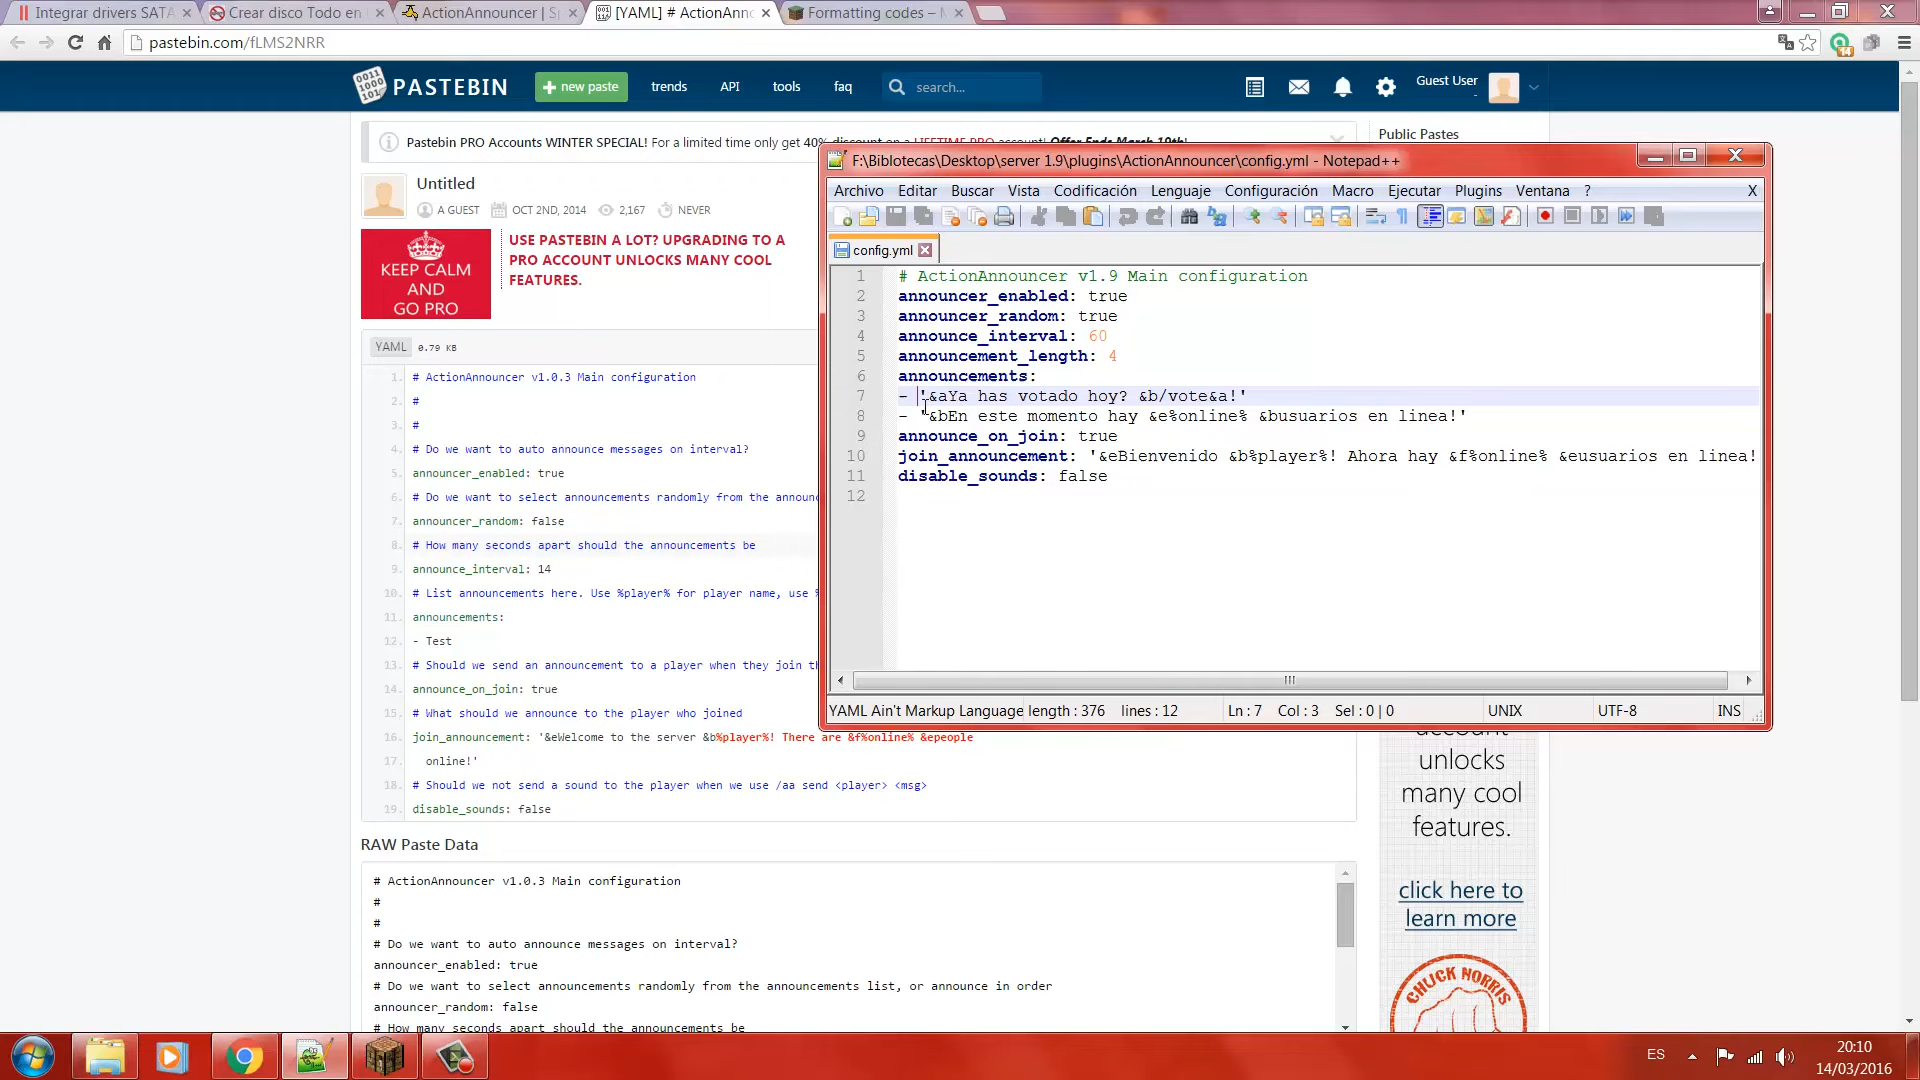 Integrar drivers SATA
Crear disco Todo en
ActionAnnouncer | S
[YAML] # ActionAnn
Formatting codes –
pastebin.com/fLMS2NRR
PASTEBIN
+ new paste
trends
API
tools
faq
search...
Guest User
-
Pastebin PRO Accounts WINTER SPECIAL! For a limited time only get 40% discount on a LIFETIME PRO account! Offer Ends March 19th!
Public Pastes
Untitled
A GUEST
OCT 2ND, 2014
2,167
NEVER
KEEP CALM
AND
GO PRO
USE PASTEBIN A LOT? UPGRADING TO A
PRO ACCOUNT UNLOCKS MANY COOL
FEATURES.
YAML
0.79 KB
1. # ActionAnnouncer v1.0.3 Main configuration
2. #
3. #
4. # Do we want to auto announce messages on interval?
5. announcer_enabled: true
6. # Do we want to select announcements randomly from the announc
7. announcer_random: false
8. # How many seconds apart should the announcements be
9. announce_interval: 14
10. # List announcements here. Use %player% for player name, use %
11. announcements:
12. - Test
13. # Should we send an announcement to a player when they join th
14. announce_on_join: true
15. # What should we announce to the player who joined
16. join_announcement: '&eWelcome to the server &b%player%! There are &f%online% &epeople
17. online!'
18. # Should we not send a sound to the player when we use /aa send <player> <msg>
19. disable_sounds: false
RAW Paste Data
# ActionAnnouncer v1.0.3 Main configuration
#
#
# Do we want to auto announce messages on interval?
announcer_enabled: true
# Do we want to select announcements randomly from the announcements list, or announce in order
announcer_random: false
# How many seconds apart should the announcements be
F:\Biblotecas\Desktop\server 1.9\plugins\ActionAnnouncer\config.yml - Notepad++
Archivo Editar Buscar Vista Codificación Lenguaje Configuración Macro Ejecutar Plugins Ventana ? X
config.yml
1 # ActionAnnouncer v1.9 Main configuration
2 announcer_enabled: true
3 announcer_random: true
4 announce_interval: 60
5 announcement_length: 4
6 announcements:
7 - '&aYa has votado hoy? &b/vote&a!'
8 - '&bEn este momento hay &e%online% &busuarios en linea!'
9 announce_on_join: true
10 join_announcement: '&eBienvenido &b%player%! Ahora hay &f%online% &eusuarios en linea!
11 disable_sounds: false
12
YAML Ain't Markup Language length : 376 lines : 12 Ln : 7 Col : 3 Sel : 0 | 0 UNIX UTF-8 INS
unlocks
many cool
features.
click here to
learn more
CHUCK NORRIS
14
ES
20:10
14/03/2016